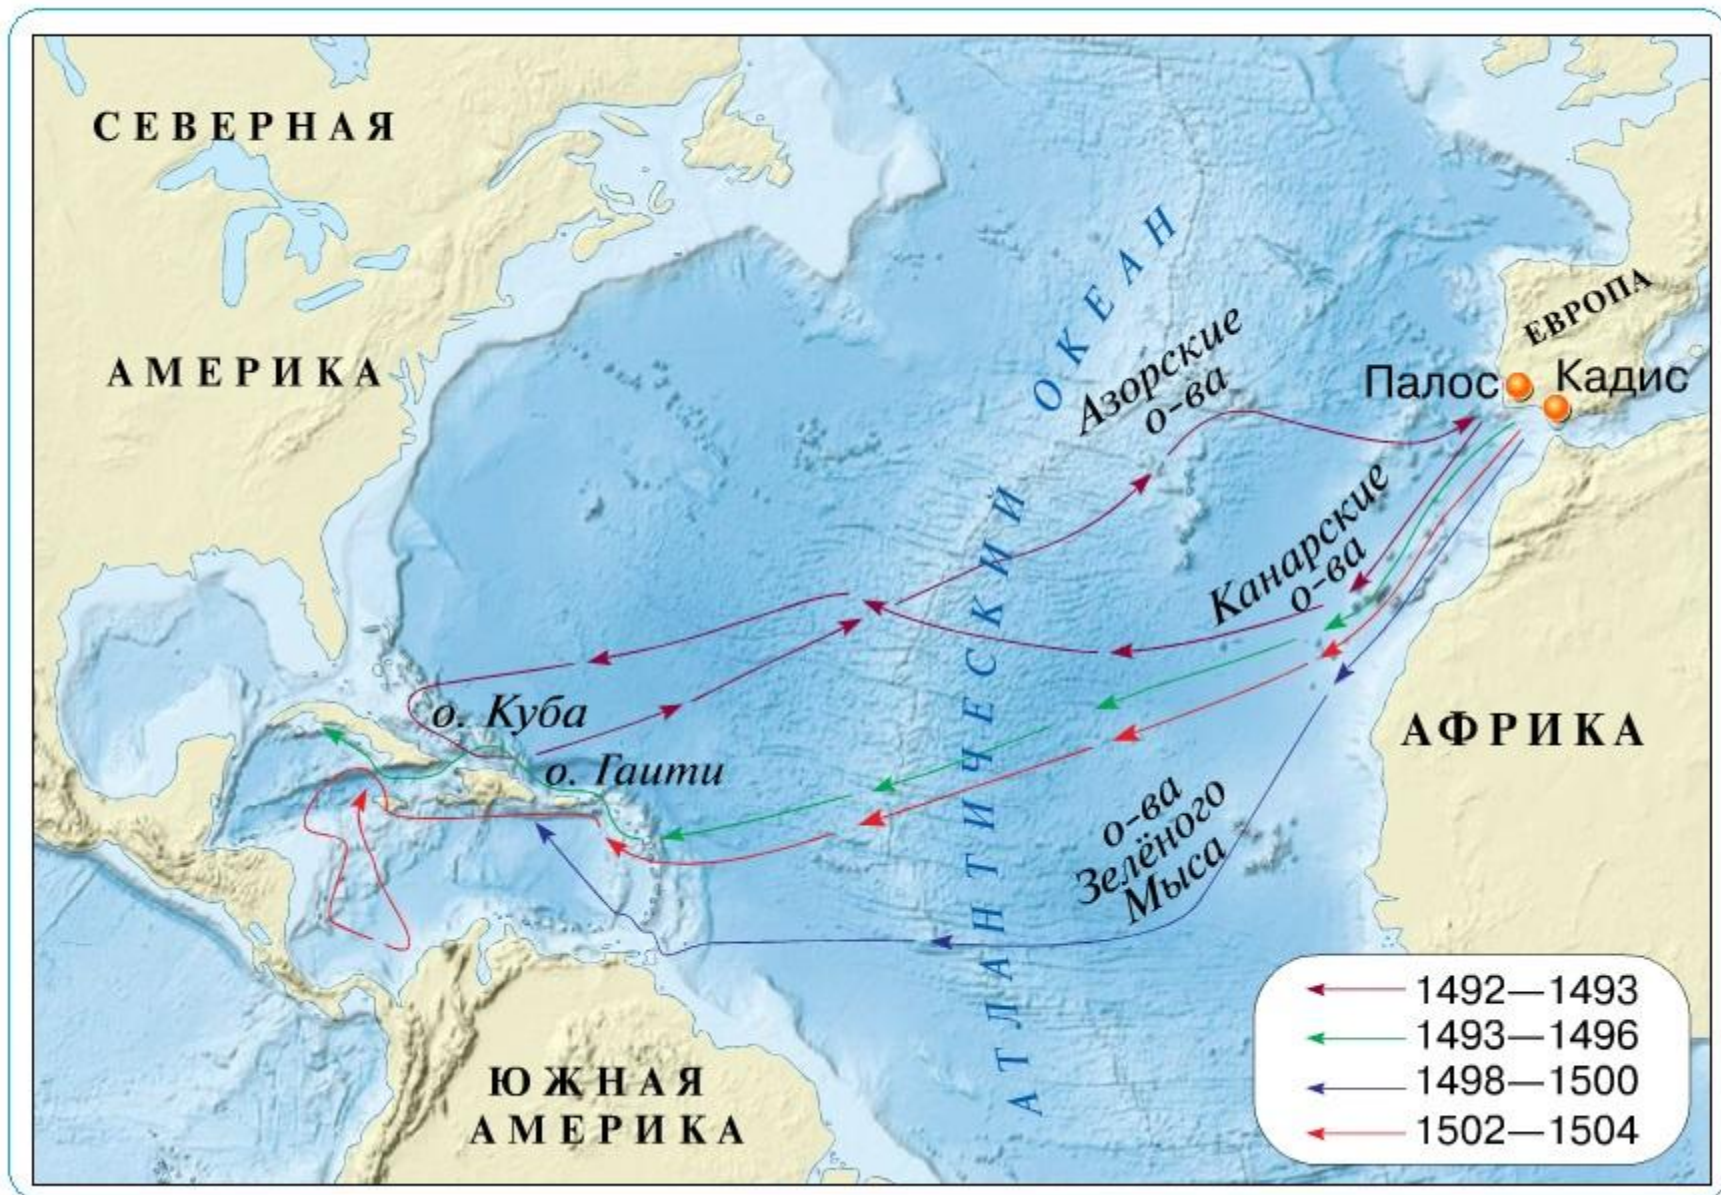 СЕВЕРНАЯ
АМЕРИКА
АТЛАНТИЧЕСКИЙ
ОКЕАН
Азорские
о-ва
ЕВРОПА
Палос
Кадис
Канарские
о-ва
о. Куба
о. Гаити
АФРИКА
о-ва
Зелёного
Мыса
ЮЖНАЯ
АМЕРИКА
1492—1493
1493—1496
1498—1500
1502—1504